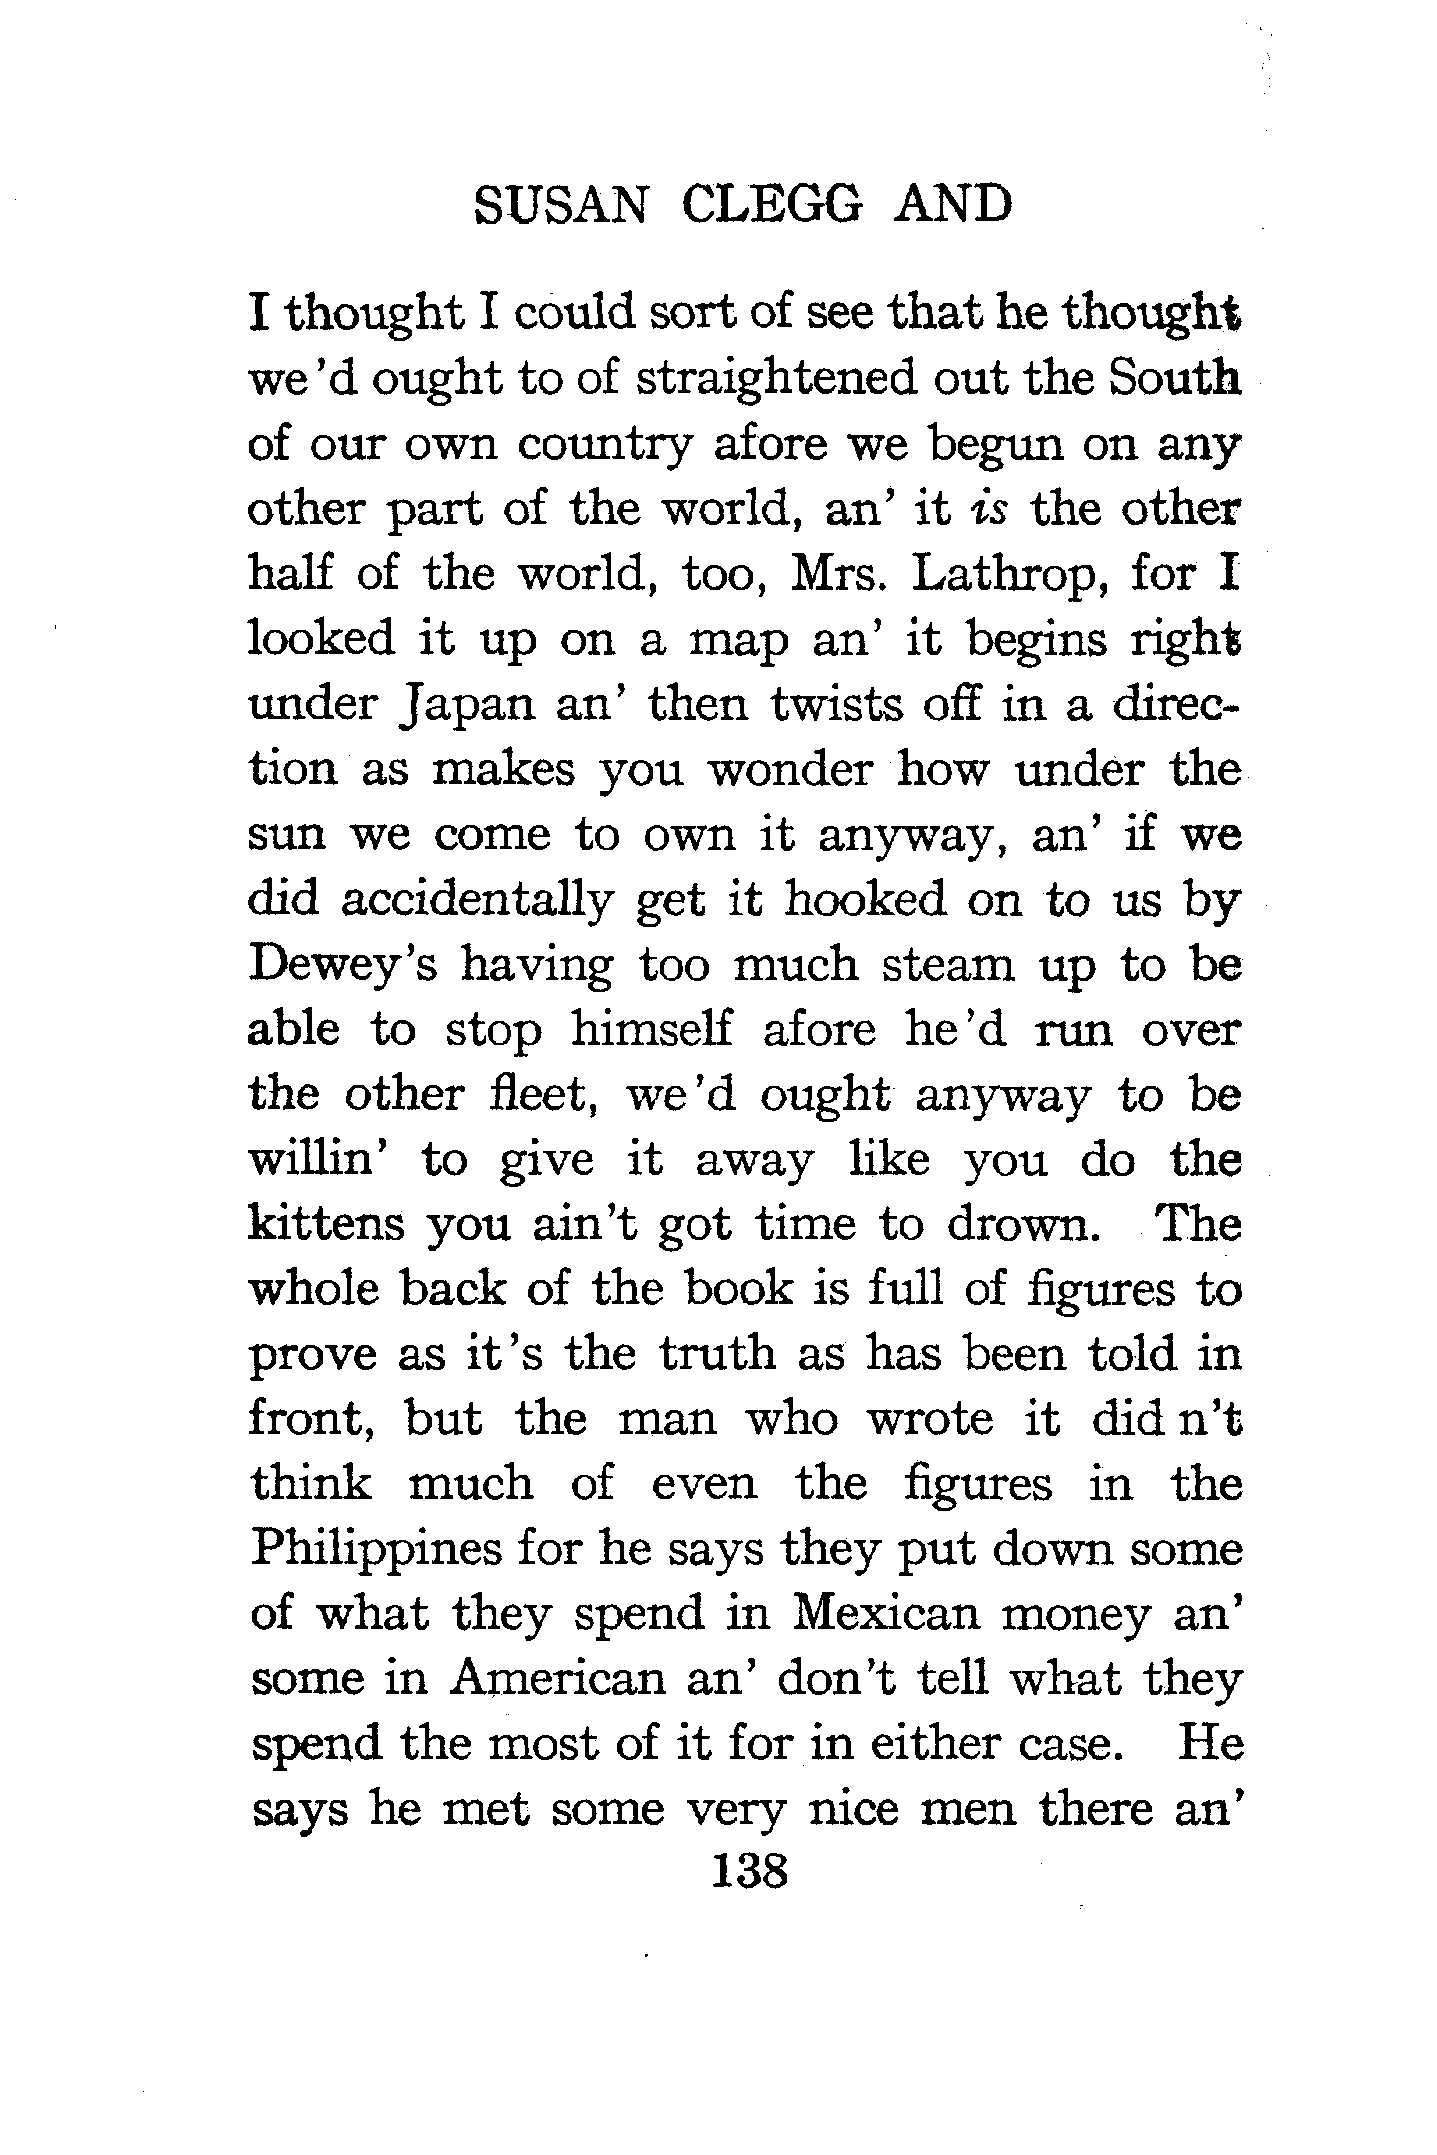 SUSAN CLEGG AND
I thought I could sort of see that he thought
we 'd ought to of straightened out the South
of our own country afore we begun on any
other part of the world, an' it is the other
half of the world, too, Mrs. Lathrop, for I
looked it up on a map an' it begins right
under Japan an' then twists off in a direc-
tion as makes you wonder how under the
sun we come to own it anyway, an' if we
did accidentally get it hooked on to us by
Dewey's having too much steam up to be
able to stop himself afore he 'd run over
the other fleet, we 'd ought anyway to be
willin' to give it away like you do the
kittens you ain't got time to drown. The
whole back of the book is full of figures to
prove as it 's the truth as has been told in
front, but the man who wrote it did n't
think much of even the figures in the
Philippines for he says they put down some
of what they spend in Mexican money an'
some in American an' don't tell what they
spend the most of it for in either case. He
says he met some very nice men there an'
138